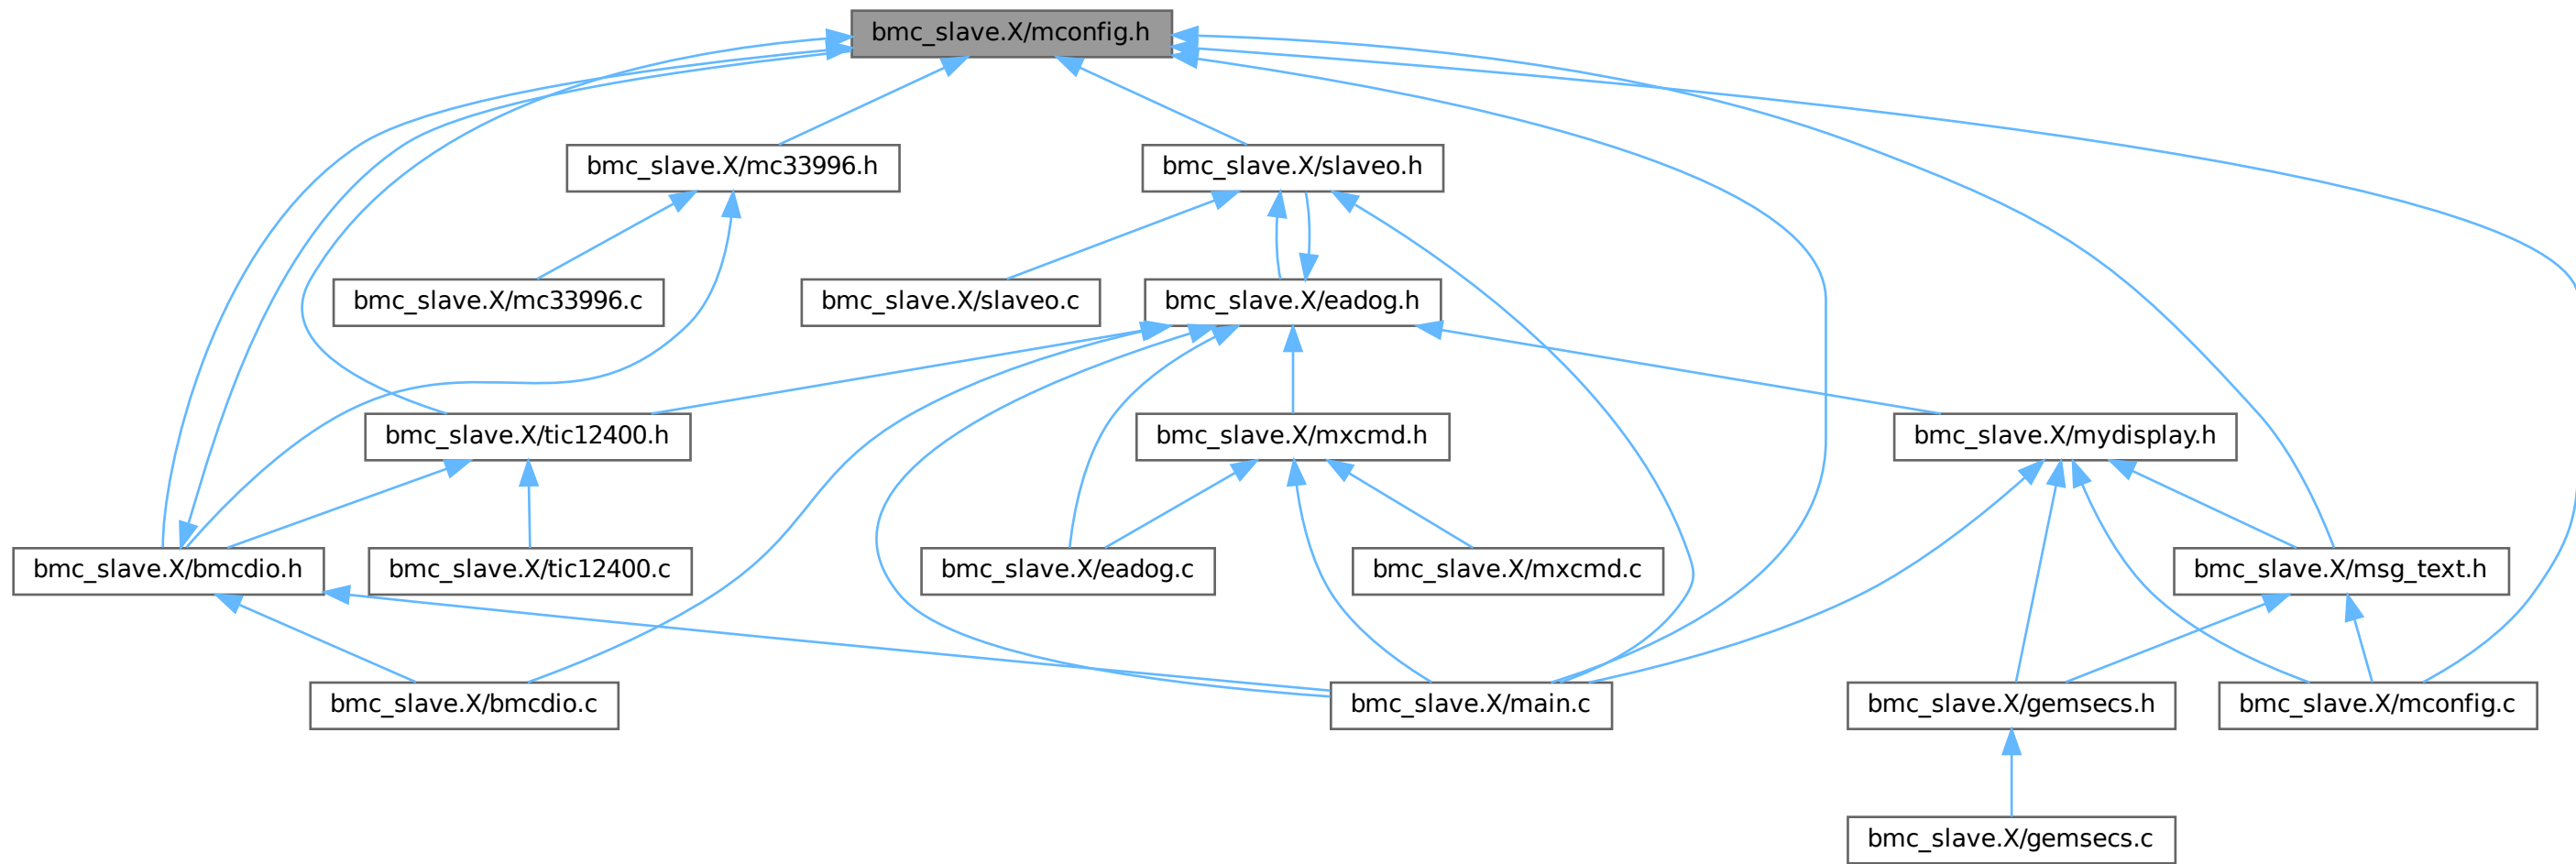 bmc_slave.X/mconfig.h
bmc_slave.X/mc33996.h
bmc_slave.X/slaveo.h
bmc_slave.X/mc33996.c
bmc_slave.X/slaveo.c
bmc_slave.X/eadog.h
bmc_slave.X/tic12400.h
bmc_slave.X/mxcmd.h
bmc_slave.X/mydisplay.h
bmc_slave.X/bmcdio.h
bmc_slave.X/tic12400.c
bmc_slave.X/eadog.c
bmc_slave.X/mxcmd.c
bmc_slave.X/msg_text.h
bmc_slave.X/bmcdio.c
bmc_slave.X/main.c
bmc_slave.X/gemsecs.h
bmc_slave.X/mconfig.c
bmc_slave.X/gemsecs.c